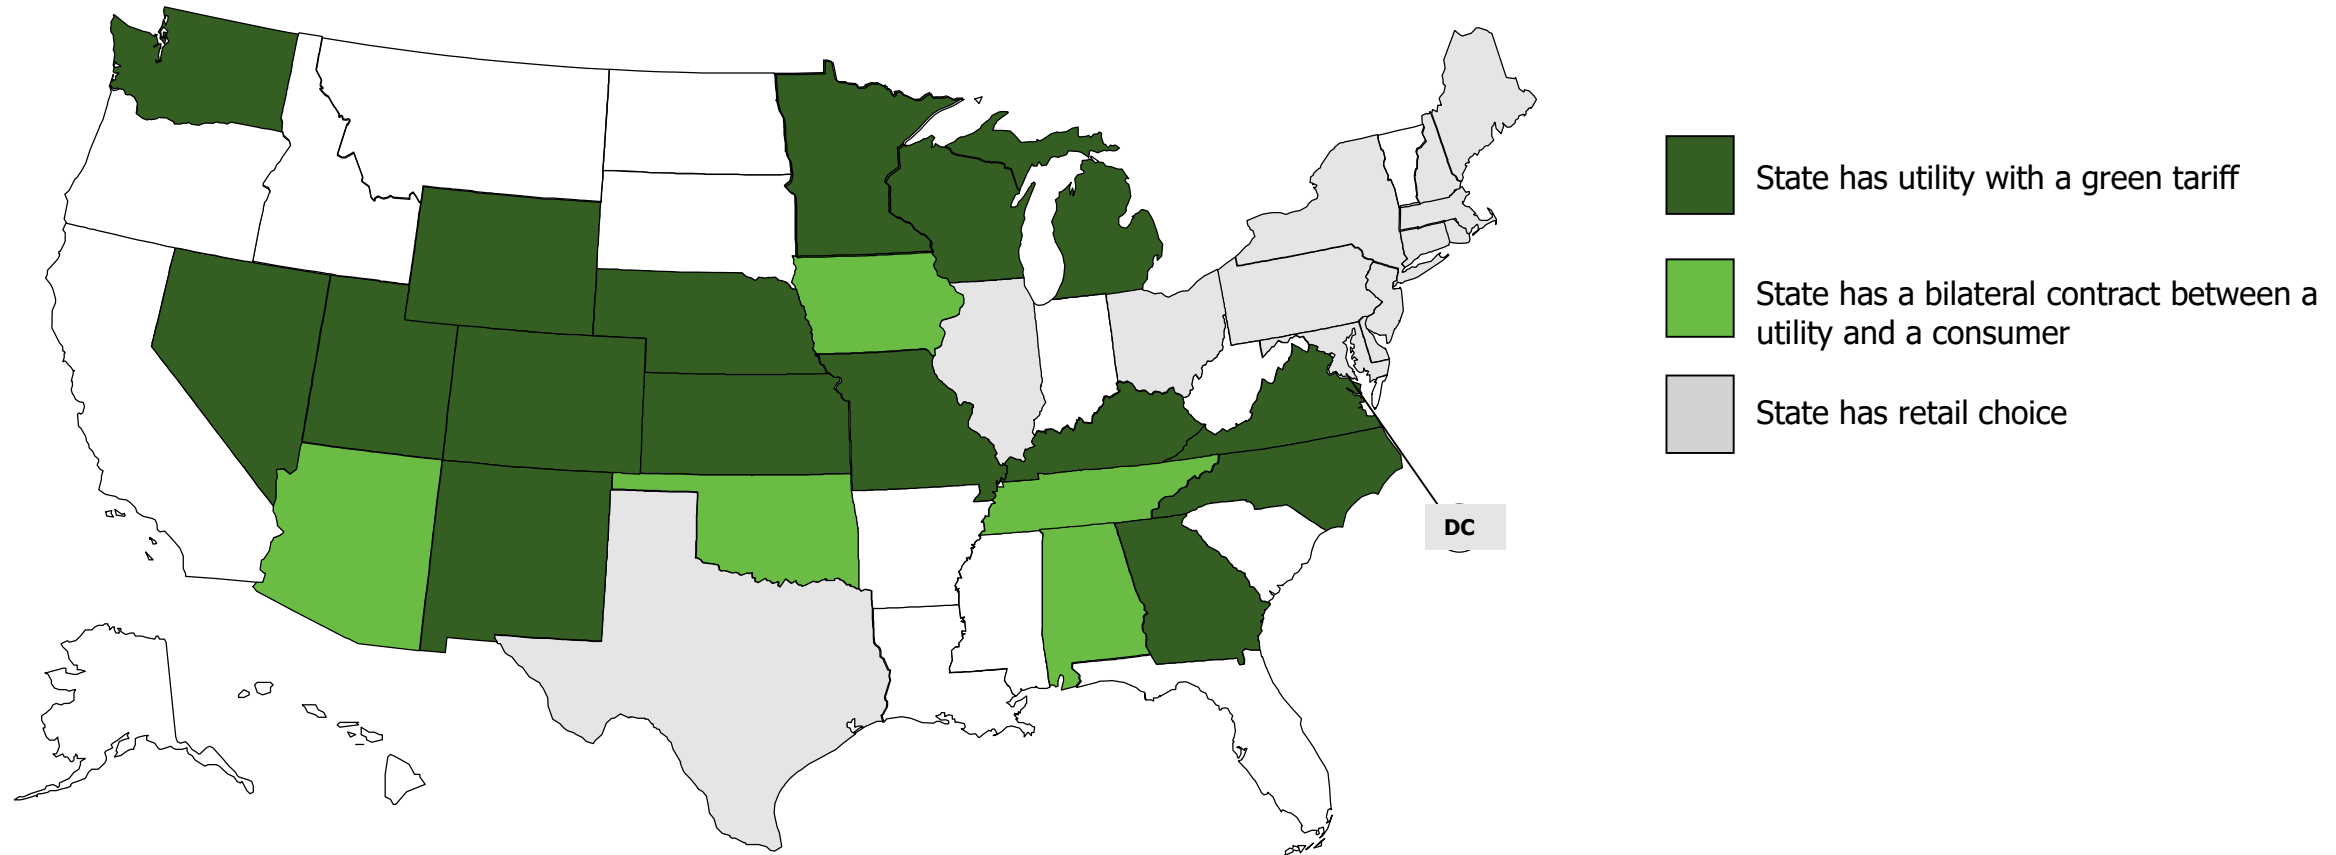 State has utility with a green tariff
State has a bilateral contract between a
utility and a consumer
State has retail choice
DC